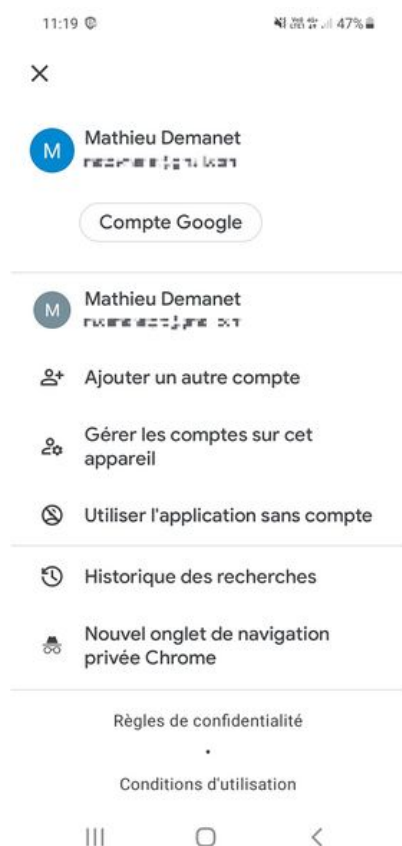 11:19
47%
Mathieu Demanet
Compte Google
Mathieu Demanet
Ajouter un autre compte
Gérer les comptes sur cet
appareil
Utiliser l'application sans compte
Historique des recherches
Nouvel onglet de navigation
privée Chrome
Règles de confidentialité
•
Conditions d'utilisation